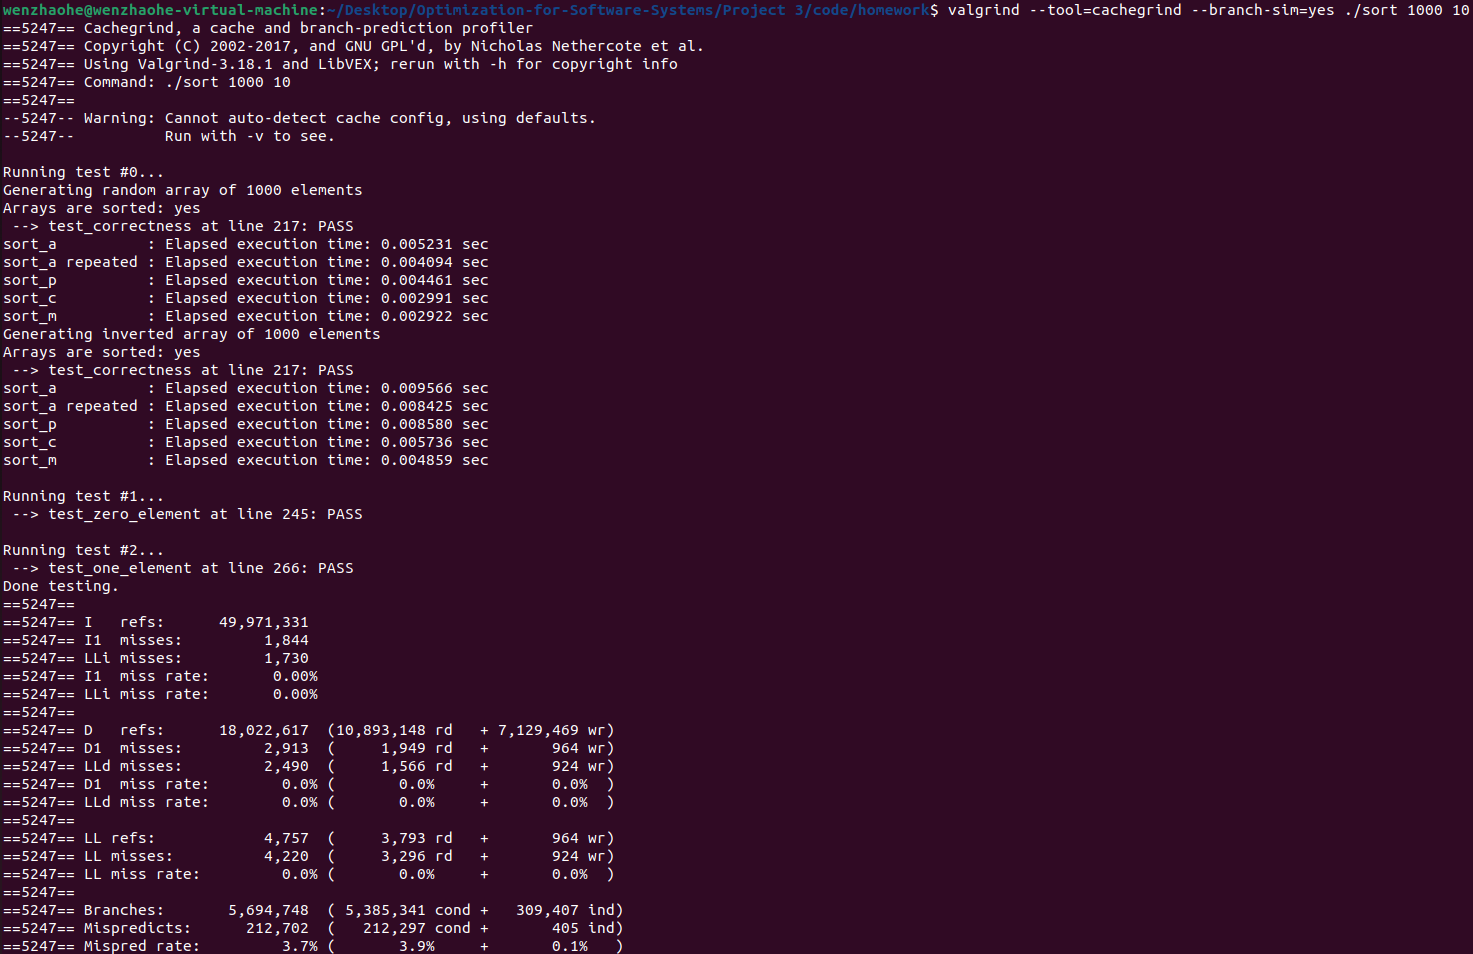 wenzhaohe@wenzhaohe-virtual-machine:~/Desktop/Optimization-for-Software-Systems/Project 3/code/homework$ valgrind --tool=cachegrind --branch-sim=yes ./sort 1000 10
==5247== Cachegrind, a cache and branch-prediction profiler
==5247== Copyright (C) 2002-2017, and GNU GPL'd, by Nicholas Nethercote et al.
==5247== Using Valgrind-3.18.1 and LibVEX; rerun with -h for copyright info
==5247== Command: ./sort 1000 10
==5247==
--5247-- Warning: Cannot auto-detect cache config, using defaults.
--5247--          Run with -v to see.

Running test #0...
Generating random array of 1000 elements
Arrays are sorted: yes
 --> test_correctness at line 217: PASS
sort_a          : Elapsed execution time: 0.005231 sec
sort_a repeated : Elapsed execution time: 0.004094 sec
sort_p          : Elapsed execution time: 0.004461 sec
sort_c          : Elapsed execution time: 0.002991 sec
sort_m          : Elapsed execution time: 0.002922 sec
Generating inverted array of 1000 elements
Arrays are sorted: yes
 --> test_correctness at line 217: PASS
sort_a          : Elapsed execution time: 0.009566 sec
sort_a repeated : Elapsed execution time: 0.008425 sec
sort_p          : Elapsed execution time: 0.008580 sec
sort_c          : Elapsed execution time: 0.005736 sec
sort_m          : Elapsed execution time: 0.004859 sec

Running test #1...
 --> test_zero_element at line 245: PASS

Running test #2...
 --> test_one_element at line 266: PASS
Done testing.
==5247==
==5247== I   refs:      49,971,331
==5247== I1  misses:         1,844
==5247== LLi misses:         1,730
==5247== I1  miss rate:       0.00%
==5247== LLi miss rate:       0.00%
==5247==
==5247== D   refs:      18,022,617  (10,893,148 rd   + 7,129,469 wr)
==5247== D1  misses:         2,913  (     1,949 rd   +       964 wr)
==5247== LLd misses:         2,490  (     1,566 rd   +       924 wr)
==5247== D1  miss rate:        0.0% (       0.0%     +       0.0%  )
==5247== LLd miss rate:        0.0% (       0.0%     +       0.0%  )
==5247==
==5247== LL refs:            4,757  (     3,793 rd   +       964 wr)
==5247== LL misses:          4,220  (     3,296 rd   +       924 wr)
==5247== LL miss rate:         0.0% (       0.0%     +       0.0%  )
==5247==
==5247== Branches:       5,694,748  ( 5,385,341 cond +   309,407 ind)
==5247== Mispredicts:      212,702  (   212,297 cond +       405 ind)
==5247== Mispred rate:         3.7% (       3.9%     +       0.1%   )